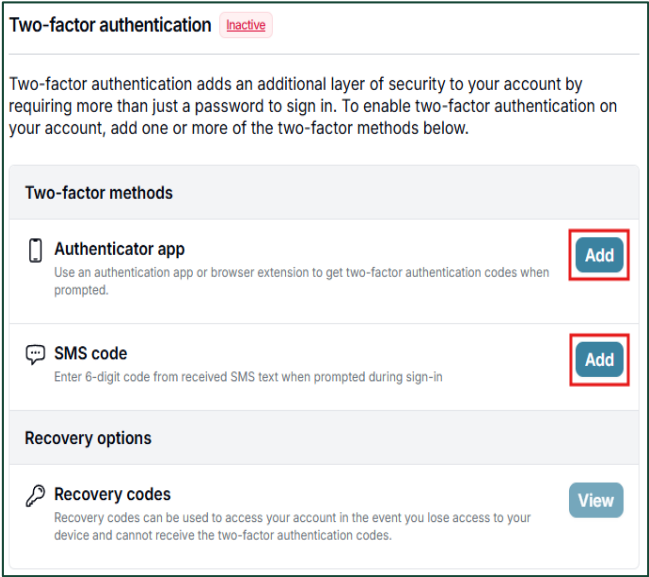 Two-factor authentication Inactive
Two-factor authentication adds an additional layer of security to your account by
requiring more than just a password to sign in. To enable two-factor authentication on
your account, add one or more of the two-factor methods below.
Two-factor methods
Authenticator app
Add
Use an authentication app or browser extension to get two-factor authentication codes when
prompted.
SMS code
Add
Enter 6-digit code from received SMS text when prompted during sign-in
Recovery options
Recovery codes
View
Recovery codes can be used to access your account in the event you lose access to your
device and cannot receive the two-factor authentication codes.